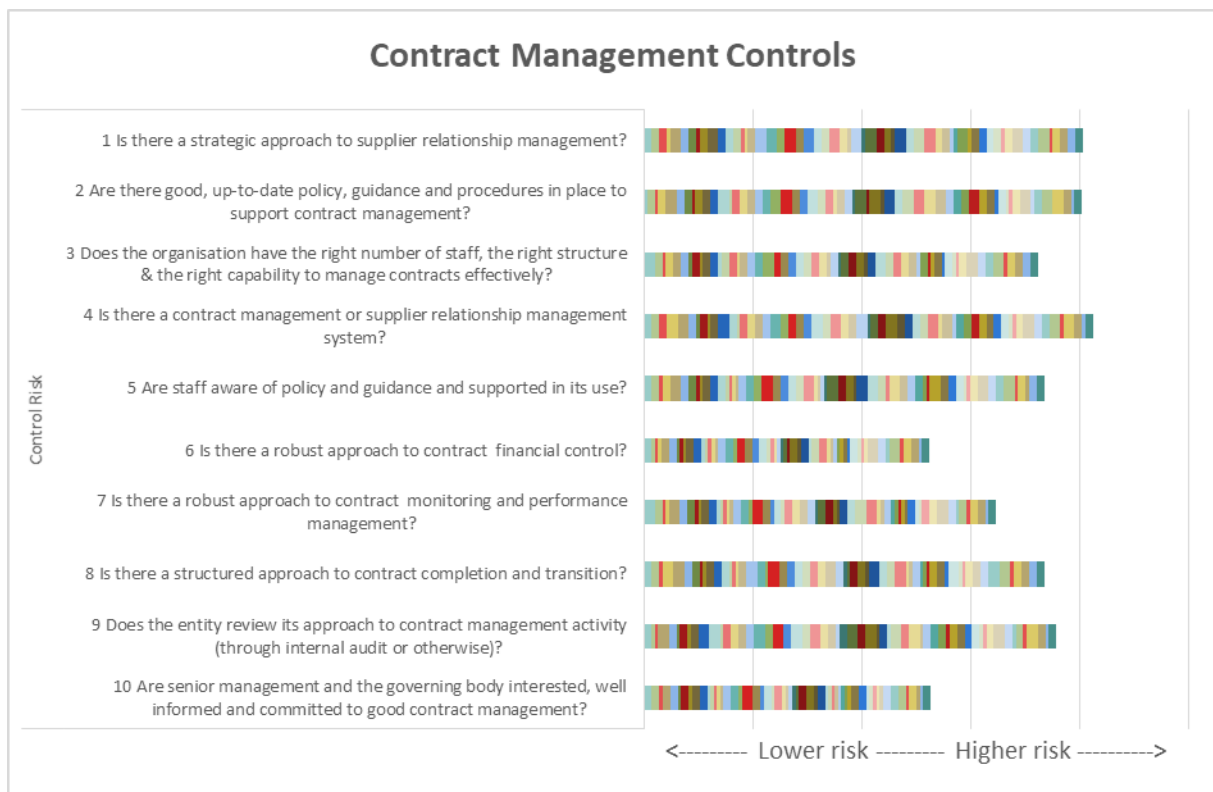 Contract Management Controls
1 Is there a strategic approach to supplier relationship management?
2 Are there good, up-to-date policy, guidance and procedures in place to
support contract management?
3 Does the organisation have the right number of staff, the right structure
& the right capability to manage contracts effectively?
4 Is there a contract management or supplier relationship management
system?
5 Are staff aware of policy and guidance and supported in its use?
Control Risk
6 Is there a robust approach to contract  financial control?
7 Is there a robust approach to contract  monitoring and performance
management?
8 Is there a structured approach to contract completion and transition?
9 Does the entity review its approach to contract management activity
(through internal audit or otherwise)?
10 Are senior management and the governing body interested, well
informed and committed to good contract management?
<--------- Lower risk --------- Higher risk ---------->